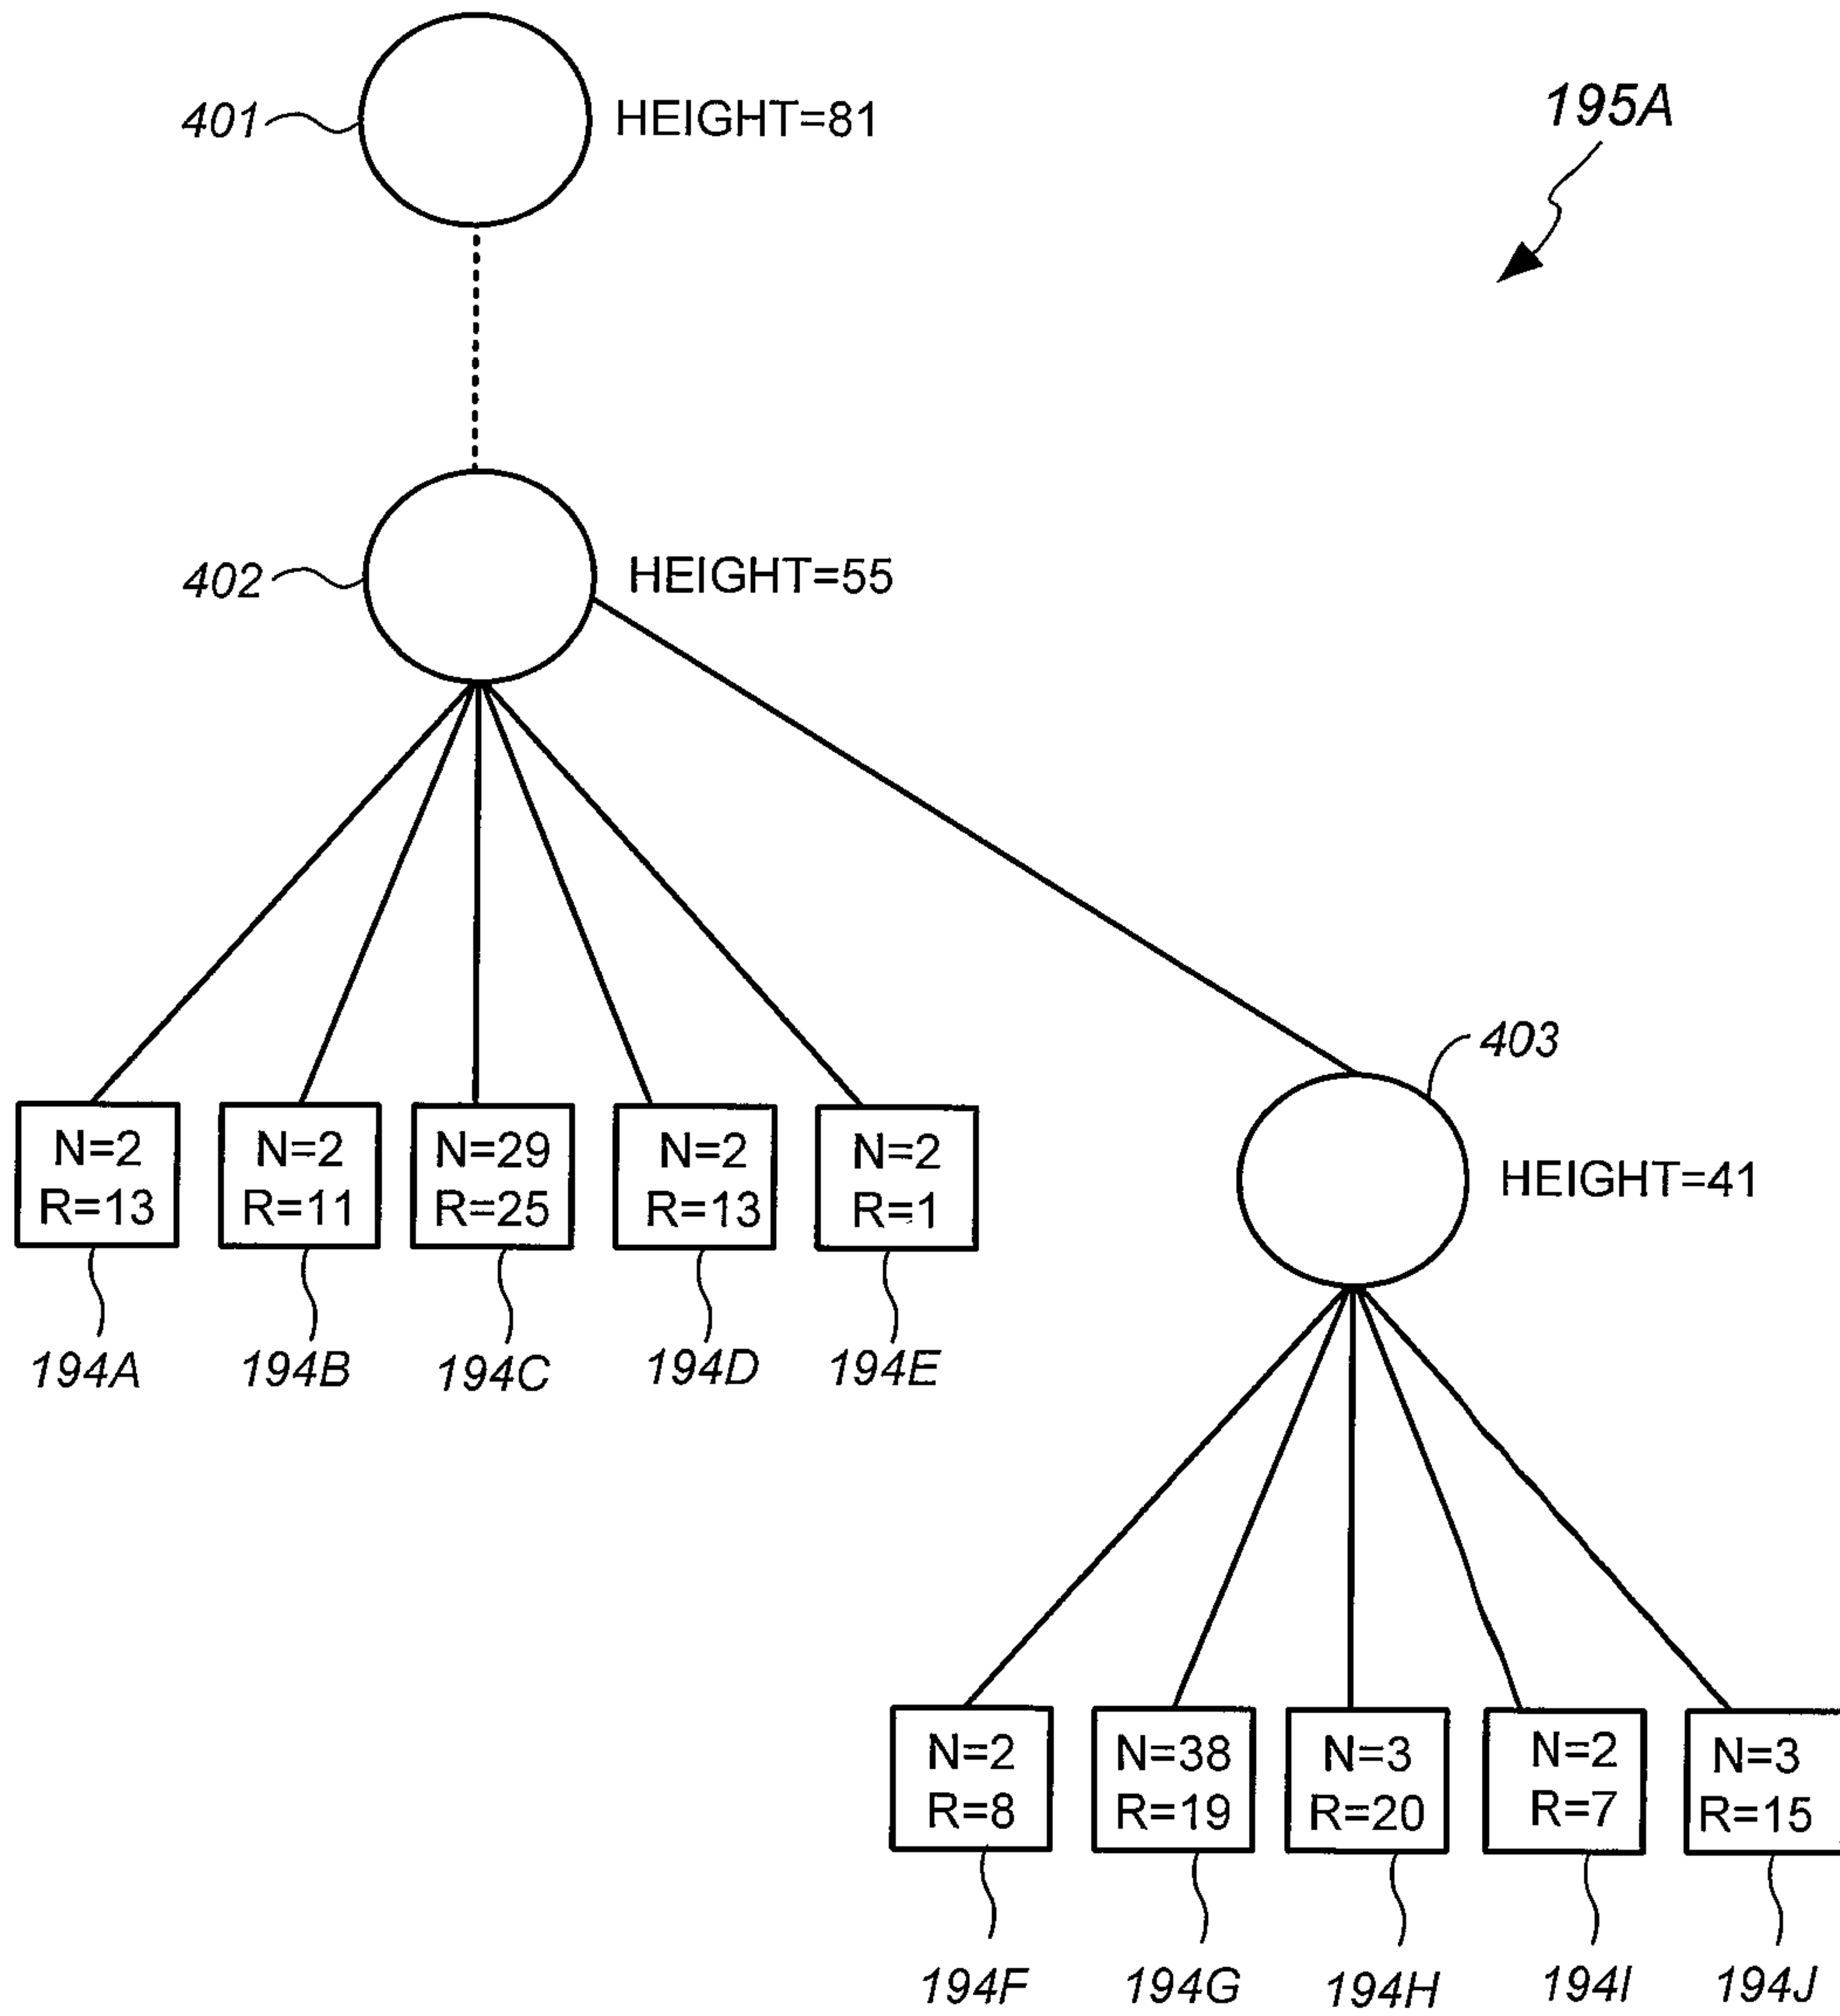 195A
401
HEIGHT=81
402
HEIGHT=55
403
HEIGHT=41
N=2
R=13
N=2
R=11
N=29
R=25
N=2
R=13
N=2
R=1
194A
194B
194C
194D
194E
N=2
R=8
N=38
R=19
N=3
R=20
N=2
R=7
N=3
R=15
194F
194G
194H
194I
194J